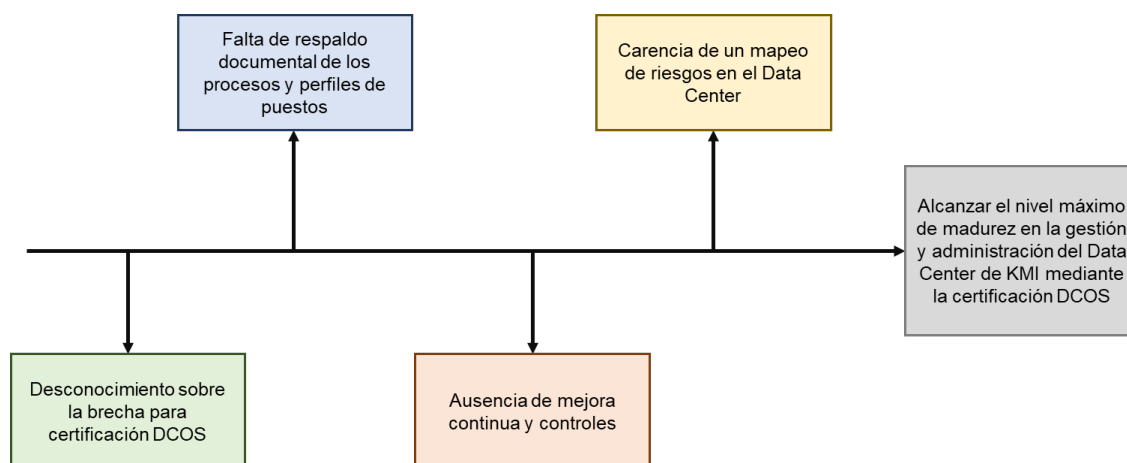 Falta de respaldo
documental de los
procesos y perfiles de
puestos
Carencia de un mapeo
de riesgos en el Data
Center
Alcanzar el nivel máximo
de madurez en la gestión
y administración del Data
Center de KMI mediante
la certificación DCOS
Desconocimiento sobre
la brecha para
certificación DCOS
Ausencia de mejora
continua y controles